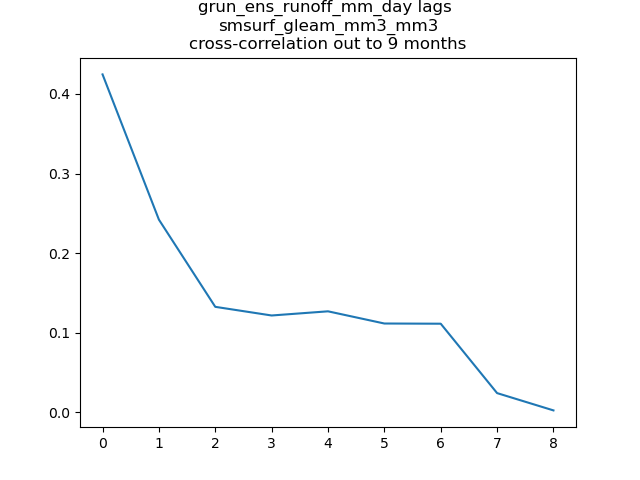 grun_ens_runoff_mm_day lags
smsurf_gleam_mm3_mm3
cross-correlation out to 9 months
0.4
0.3
0.2
0.1
0.0
0 1 2 3 4 5 6 7 8